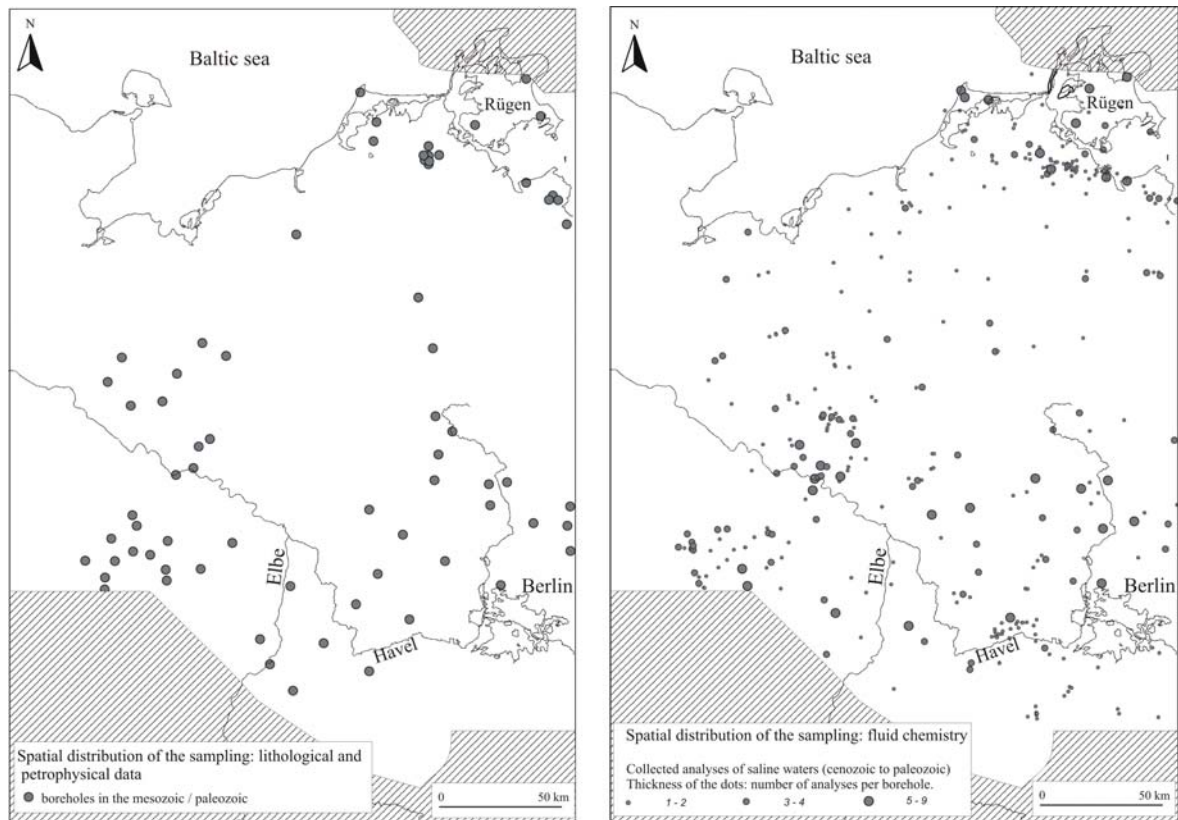 N
Baltic sea
Rügen
Elbe
Berlin
Havel
Spatial distribution of the sampling: lithological and
petrophysical data
boreholes in the mesozoic / paleozoic
0 50 km
N
Baltic sea
Rügen
Elbe
Berlin
Havel
Spatial distribution of the sampling: fluid chemistry
Collected analyses of saline waters (cenozoic to paleozoic)
Thickness of the dots: number of analyses per borehole.
1 - 2 3 - 4 5 - 9
0 50 km